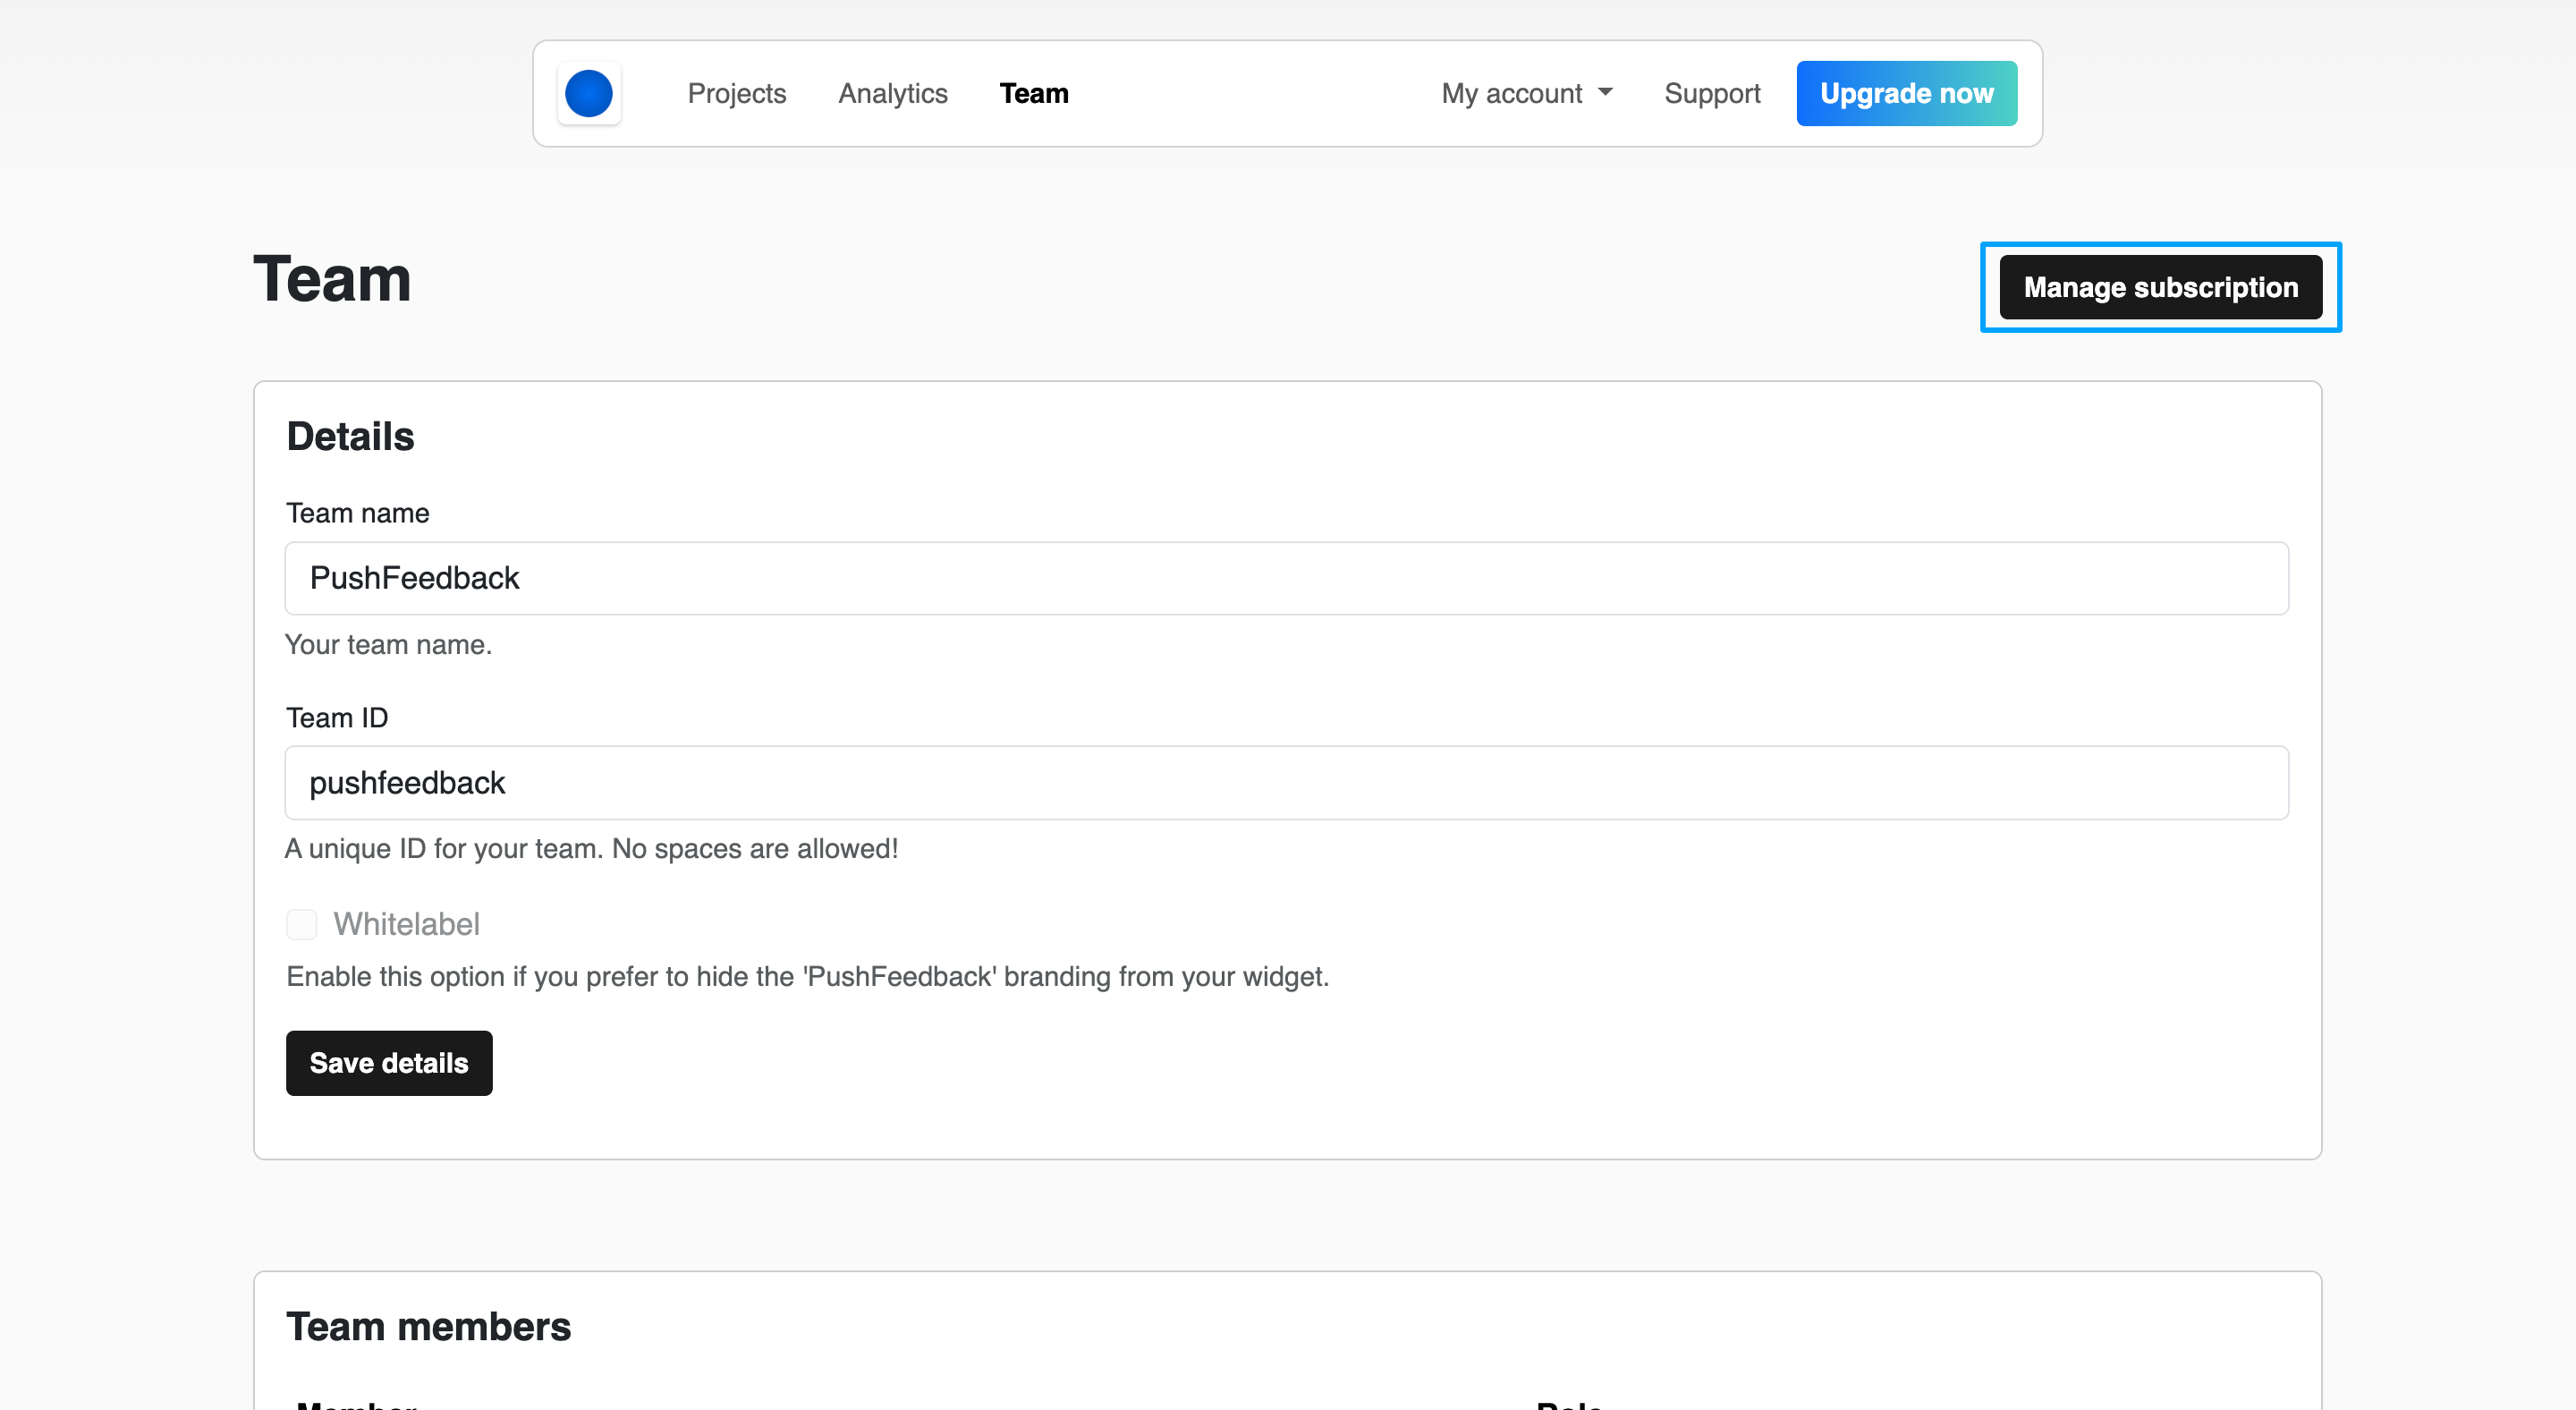 Projects Analytics Team My account Support Upgrade now
Team
Manage subscription
Details
Team name
PushFeedback
Your team name.
Team ID
pushfeedback
A unique ID for your team. No spaces are allowed!
Whitelabel
Enable this option if you prefer to hide the 'PushFeedback' branding from your widget.
Save details
Team members
Member Role